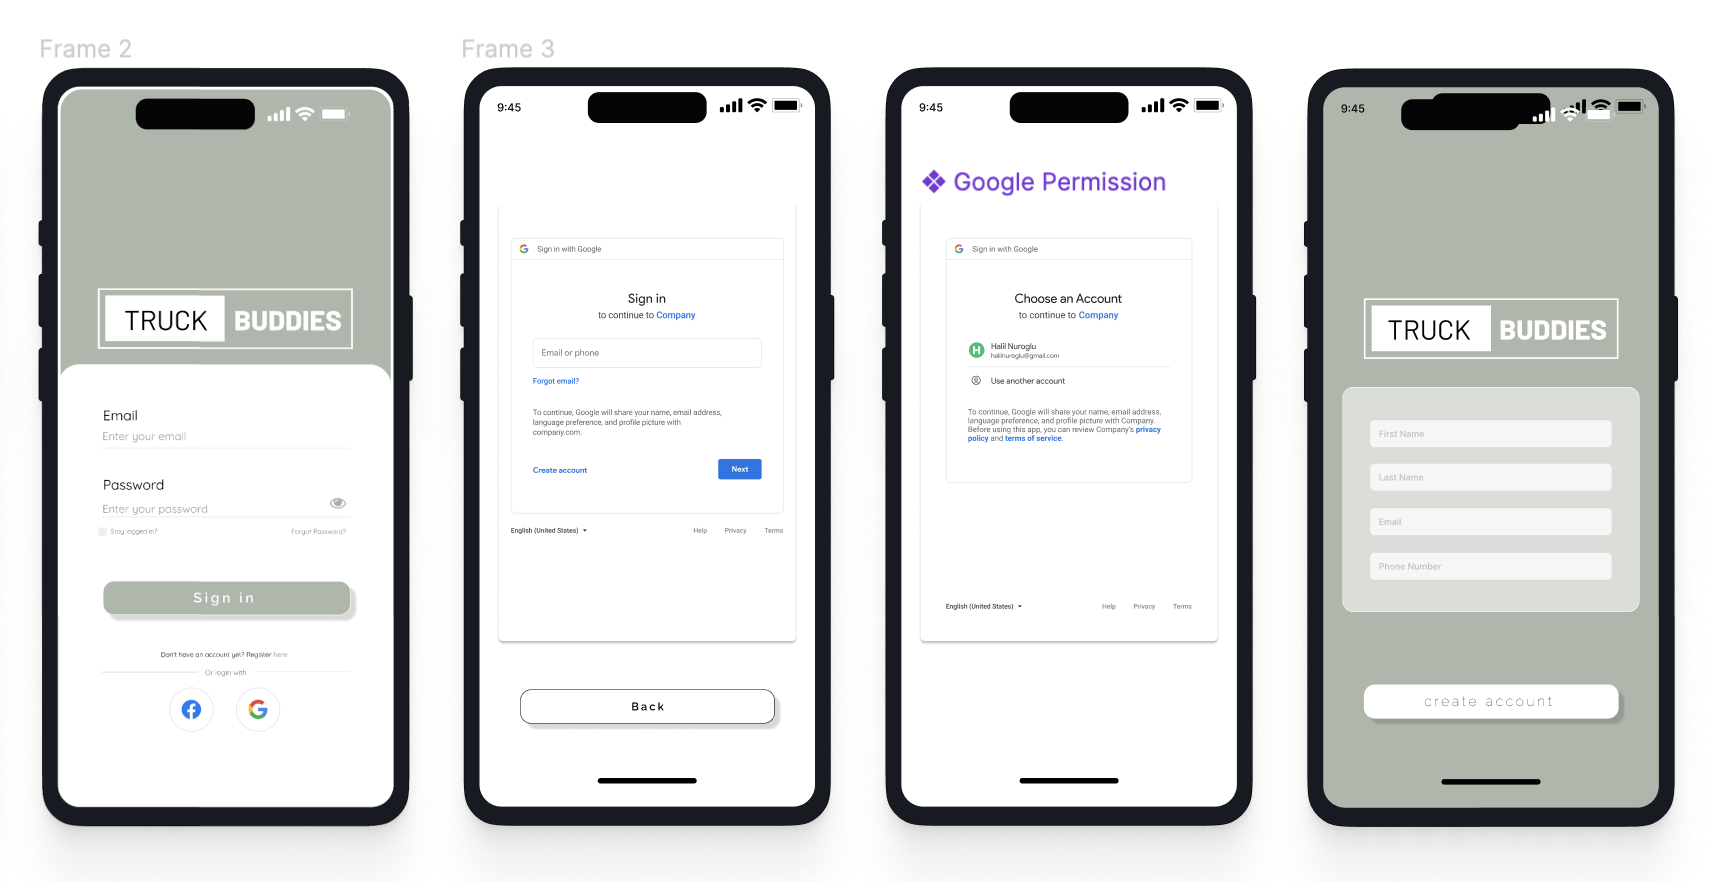 Frame 2
TRUCK BUDDIES
Email
Enter your email
Password
Enter your password
Stay logged in?
Forgot Password?
Sign in
Don't have an account yet? Register here
Or login with
Frame 3
9:45
Sign in with Google
Sign in
to continue to Company
Email or phone
Forgot email?
To continue, Google will share your name, email address,
language preference, and profile picture with
company.com.
Create account
Next
English (United States)
Help
Privacy
Terms
Back
9:45
Google Permission
Sign in with Google
Choose an Account
to continue to Company
H
Halil Nuroglu
halilnuroglu@gmail.com
Use another account
To continue, Google will share your name, email address,
language preference, and profile picture with Company.
Before using this app, you can review Company's privacy
policy and terms of service.
English (United States)
Help
Privacy
Terms
9:45
TRUCK BUDDIES
First Name
Last Name
Email
Phone Number
create account